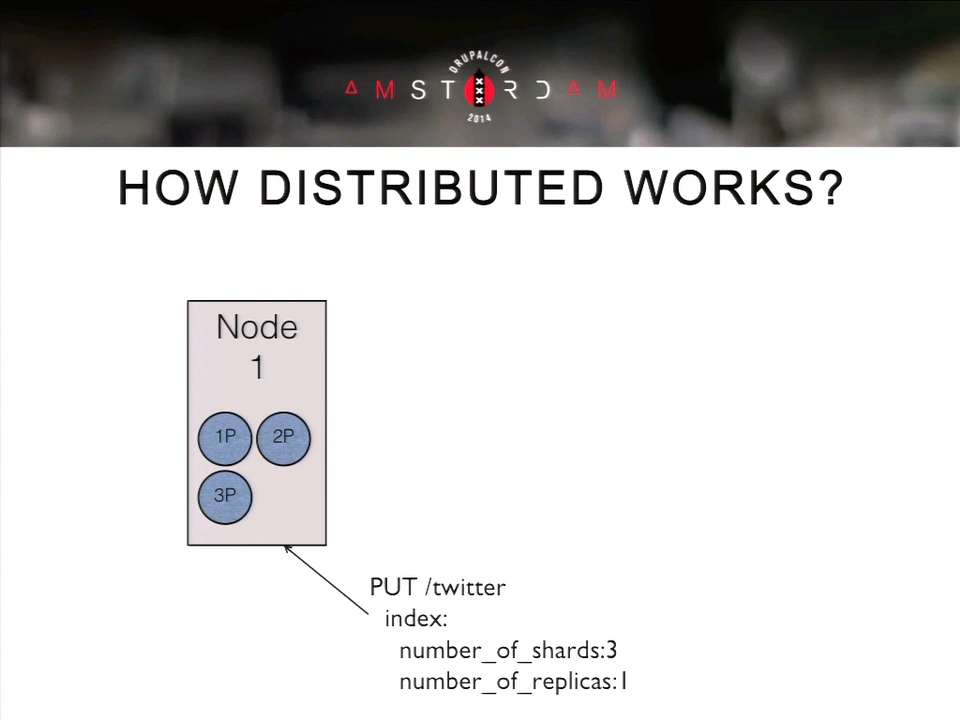 DRUPALCON
AMSTERDAM
2014
HOW DISTRIBUTED WORKS?
Node
1
1P 2P
3P
PUT /twitter
index:
number_of_shards:3
number_of_replicas:1